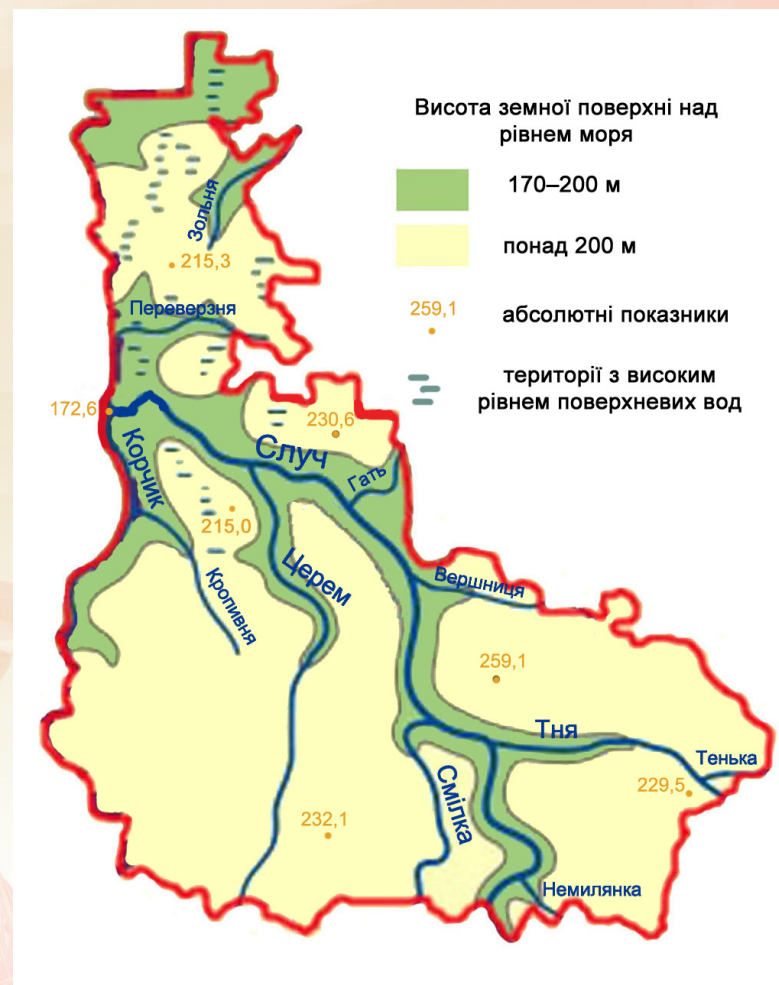 Висота земної поверхні над
рівнем моря
170–200 м
понад 200 м
259,1
абсолютні показники
території з високим
рівнем поверхневих вод
Зольня
215,3
Переверзня
172,6
230,6
Случ
Корчик
Гать
215,0
Церем
Кропивня
Вершниця
259,1
Тня
Тенька
229,5
Смілка
232,1
Немилянка